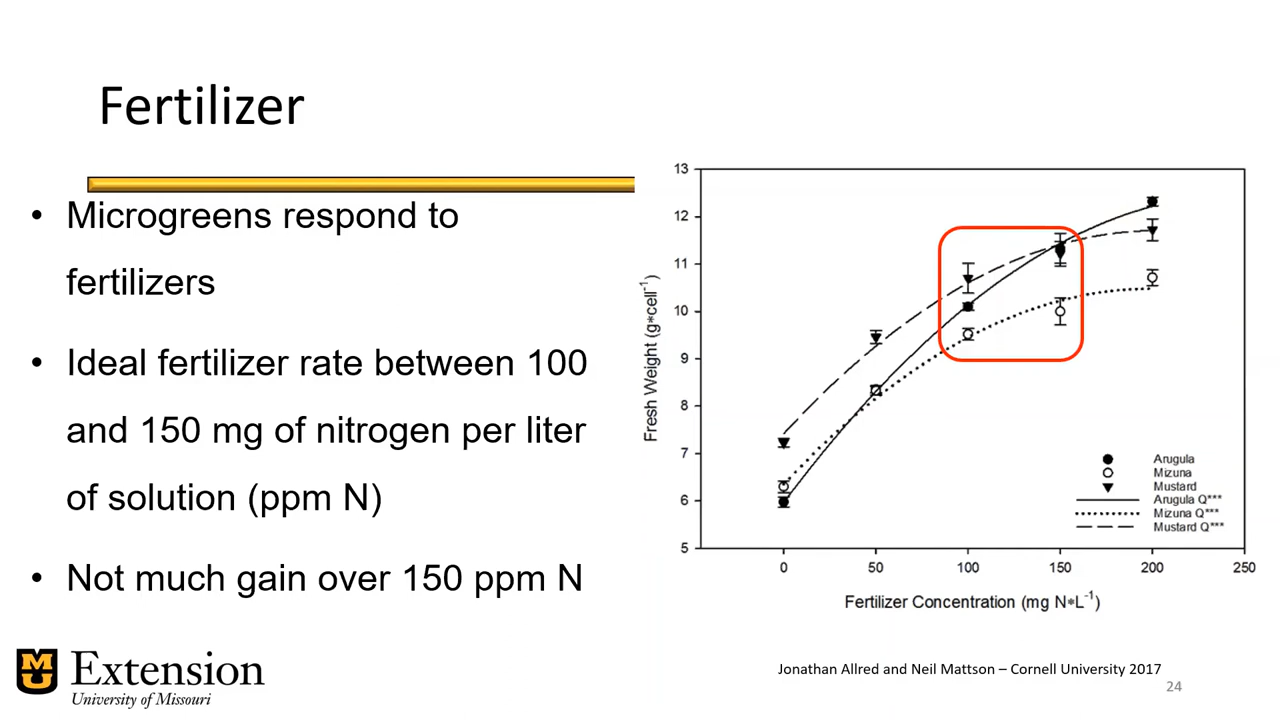 Fertilizer
• Microgreens respond to
fertilizers
• Ideal fertilizer rate between 100
and 150 mg of nitrogen per liter
of solution (ppm N)
• Not much gain over 150 ppm N
13
12
11
10
9
8
7
6
5
Fresh Weight (g*cell⁻¹)
Arugula
Mizuna
Mustard
Arugula Q***
Mizuna Q***
Mustard Q***
0 50 100 150 200 250
Fertilizer Concentration (mg N*L⁻¹)
MU
Extension
University of Missouri
Jonathan Allred and Neil Mattson – Cornell University 2017
24